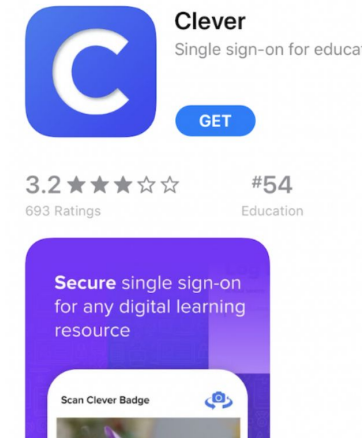 Clever
Single sign-on for educa
GET
3.2
#54
693 Ratings
Education
Secure single sign-on
for any digital learning
resource
Scan Clever Badge